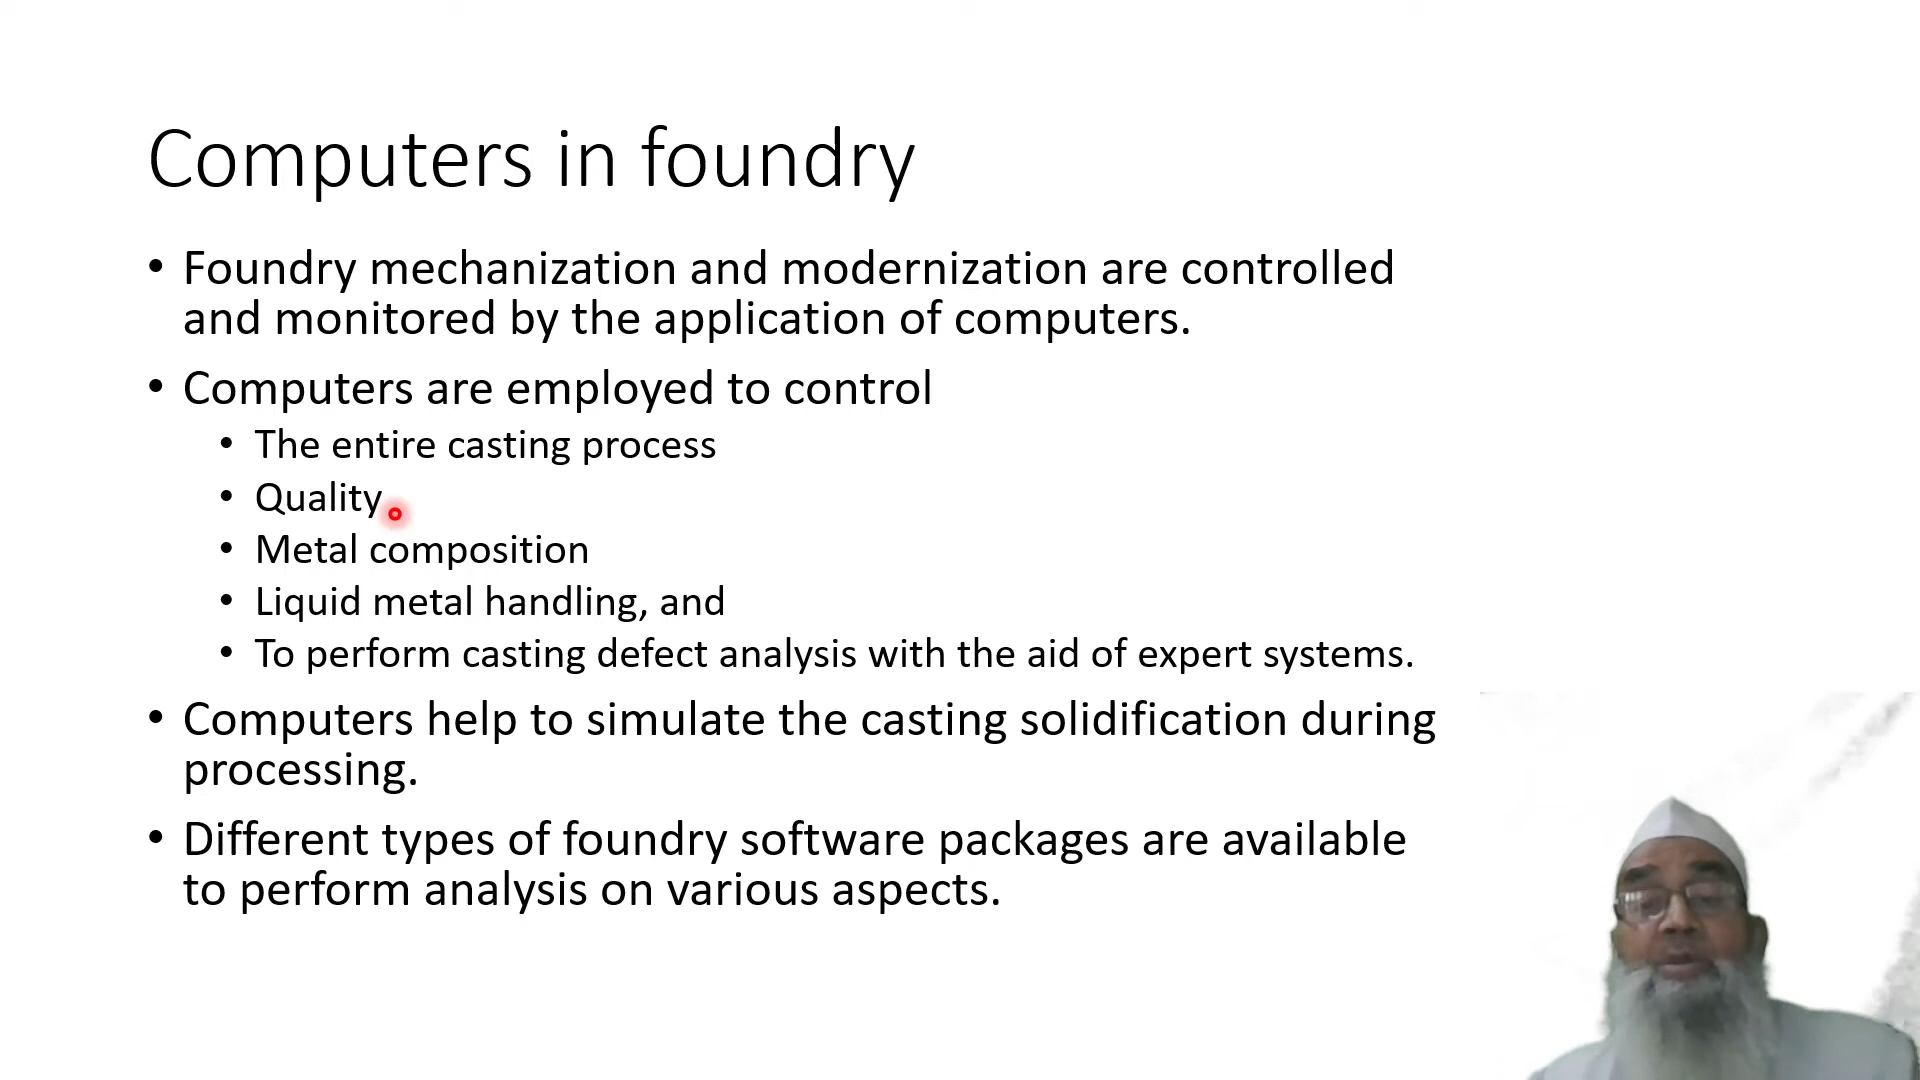 Computers in foundry
• Foundry mechanization and modernization are controlled
and monitored by the application of computers.
• Computers are employed to control
• The entire casting process
• Quality
• Metal composition
• Liquid metal handling, and
• To perform casting defect analysis with the aid of expert systems.
• Computers help to simulate the casting solidification during
processing.
• Different types of foundry software packages are available
to perform analysis on various aspects.